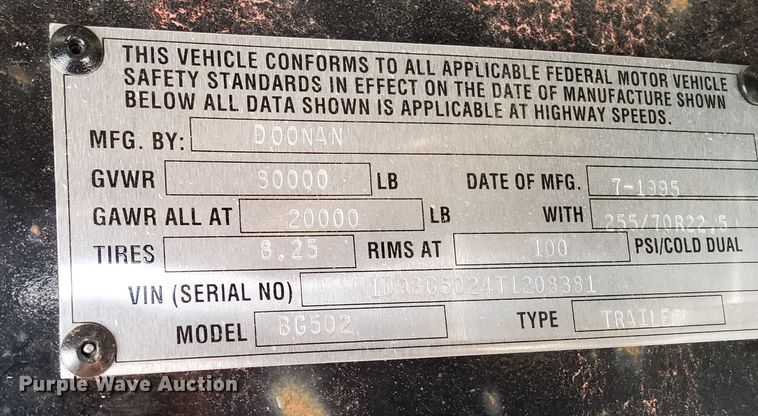 THIS VEHICLE CONFORMS TO ALL APPLICABLE FEDERAL MOTOR VEHICLE
SAFETY STANDARDS IN EFFECT ON THE DATE OF MANUFACTURE SHOWN
BELOW ALL DATA SHOWN IS APPLICABLE AT HIGHWAY SPEEDS.
MFG. BY: DOONAN
GVWR 80000 LB DATE OF MFG. 7-1995
GAWR ALL AT 20000 LB WITH 255/70R22.5
TIRES 8.25 RIMS AT 100 PSI/COLD DUAL
VIN (SERIAL NO)
MODEL BG502 TYPE TRAILER
Purple Wave Auction